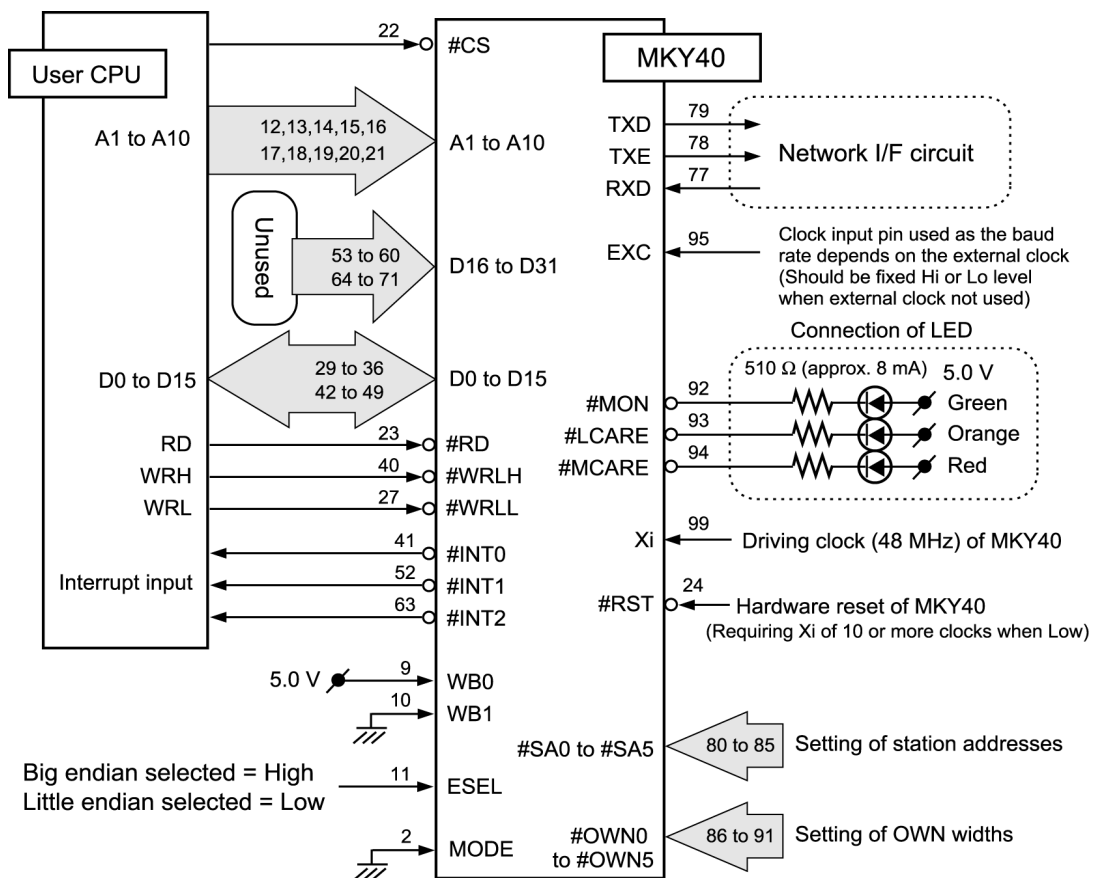 User CPU
22
#CS
MKY40
A1 to A10
12,13,14,15,16
17,18,19,20,21
A1 to A10
TXD
79
TXE
78
RXD
77
Network I/F circuit
Unused
53 to 60
64 to 71
D16 to D31
EXC
95
Clock input pin used as the baud
rate depends on the external clock
(Should be fixed Hi or Lo level
when external clock not used)
Connection of LED
D0 to D15
29 to 36
42 to 49
D0 to D15
510 Ω (approx. 8 mA)
5.0 V
#MON
92
Green
#LCARE
93
Orange
#MCARE
94
Red
RD
23
#RD
WRH
40
#WRLH
WRL
27
#WRLL
Interrupt input
41
#INT0
52
#INT1
63
#INT2
Xi
99
Driving clock (48 MHz) of MKY40
#RST
24
Hardware reset of MKY40
(Requiring Xi of 10 or more clocks when Low)
5.0 V
9
WB0
10
WB1
#SA0 to #SA5
80 to 85
Setting of station addresses
Big endian selected = High
Little endian selected = Low
11
ESEL
2
MODE
#OWN0
to #OWN5
86 to 91
Setting of OWN widths